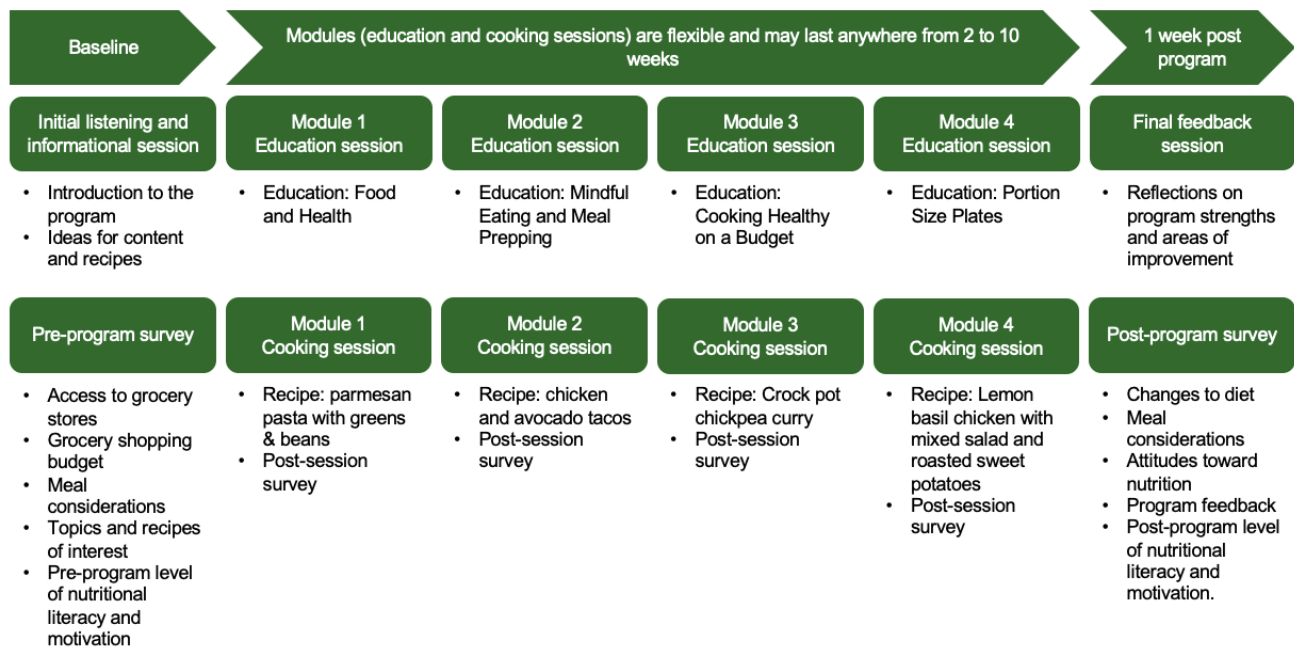 Baseline
Modules (education and cooking sessions) are flexible and may last anywhere from 2 to 10
weeks
1 week post
program
Initial listening and
informational session
Module 1
Education session
Module 2
Education session
Module 3
Education session
Module 4
Education session
Final feedback
session
• Introduction to the
program
• Ideas for content
and recipes
• Education: Food
and Health
• Education: Mindful
Eating and Meal
Prepping
• Education:
Cooking Healthy
on a Budget
• Education: Portion
Size Plates
• Reflections on
program strengths
and areas of
improvement
Pre-program survey
Module 1
Cooking session
Module 2
Cooking session
Module 3
Cooking session
Module 4
Cooking session
Post-program survey
• Access to grocery
stores
• Grocery shopping
budget
• Meal
considerations
• Topics and recipes
of interest
• Pre-program level
of nutritional
literacy and
motivation
• Recipe: parmesan
pasta with greens
& beans
• Post-session
survey
• Recipe: chicken
and avocado tacos
• Post-session
survey
• Recipe: Crock pot
chickpea curry
• Post-session
survey
• Recipe: Lemon
basil chicken with
mixed salad and
roasted sweet
potatoes
• Post-session
survey
• Changes to diet
• Meal
considerations
• Attitudes toward
nutrition
• Program feedback
• Post-program level
of nutritional
literacy and
motivation.